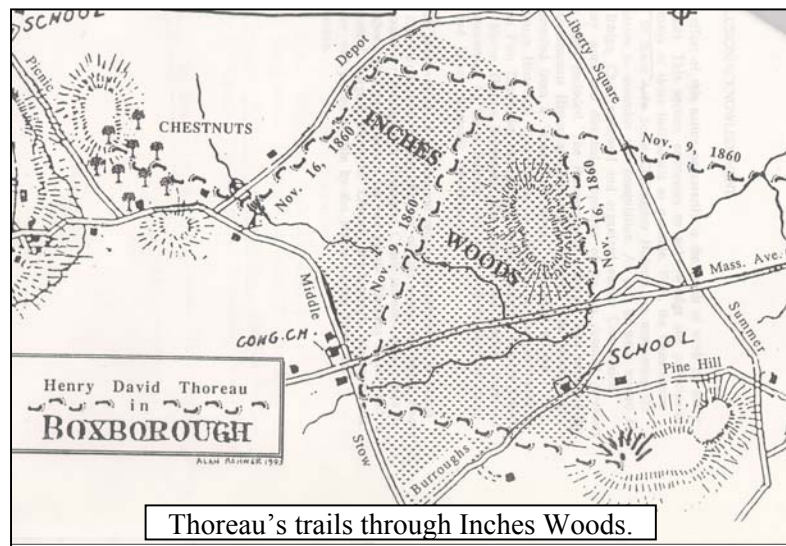 SCHOOL
Picnic
CHESTNUTS
Depot
Liberty Square
INCHES
WOODS
Nov. 16, 1860
Nov. 9, 1860
Nov. 9, 1860
Nov. 16, 1860
Mass. Ave.
Summer
Middle
CONG. CH.
SCHOOL
Pine Hill
Stow
Burroughs
Henry David Thoreau
in
BOXBOROUGH
Thoreau's trails through Inches Woods.